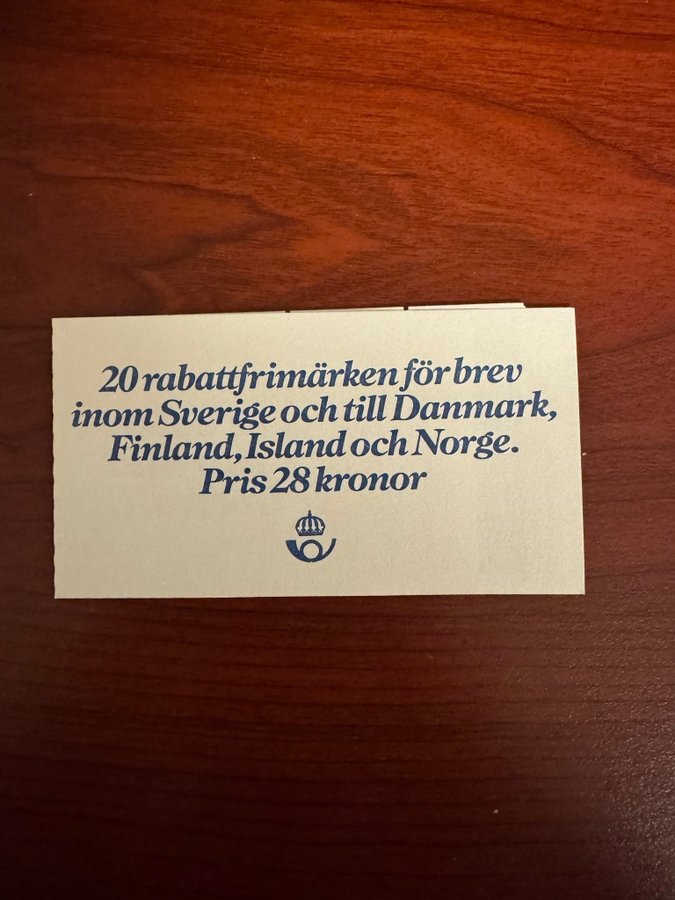 20 rabattfrimärken för brev
inom Sverige och till Danmark,
Finland, Island och Norge.
Pris 28 kronor